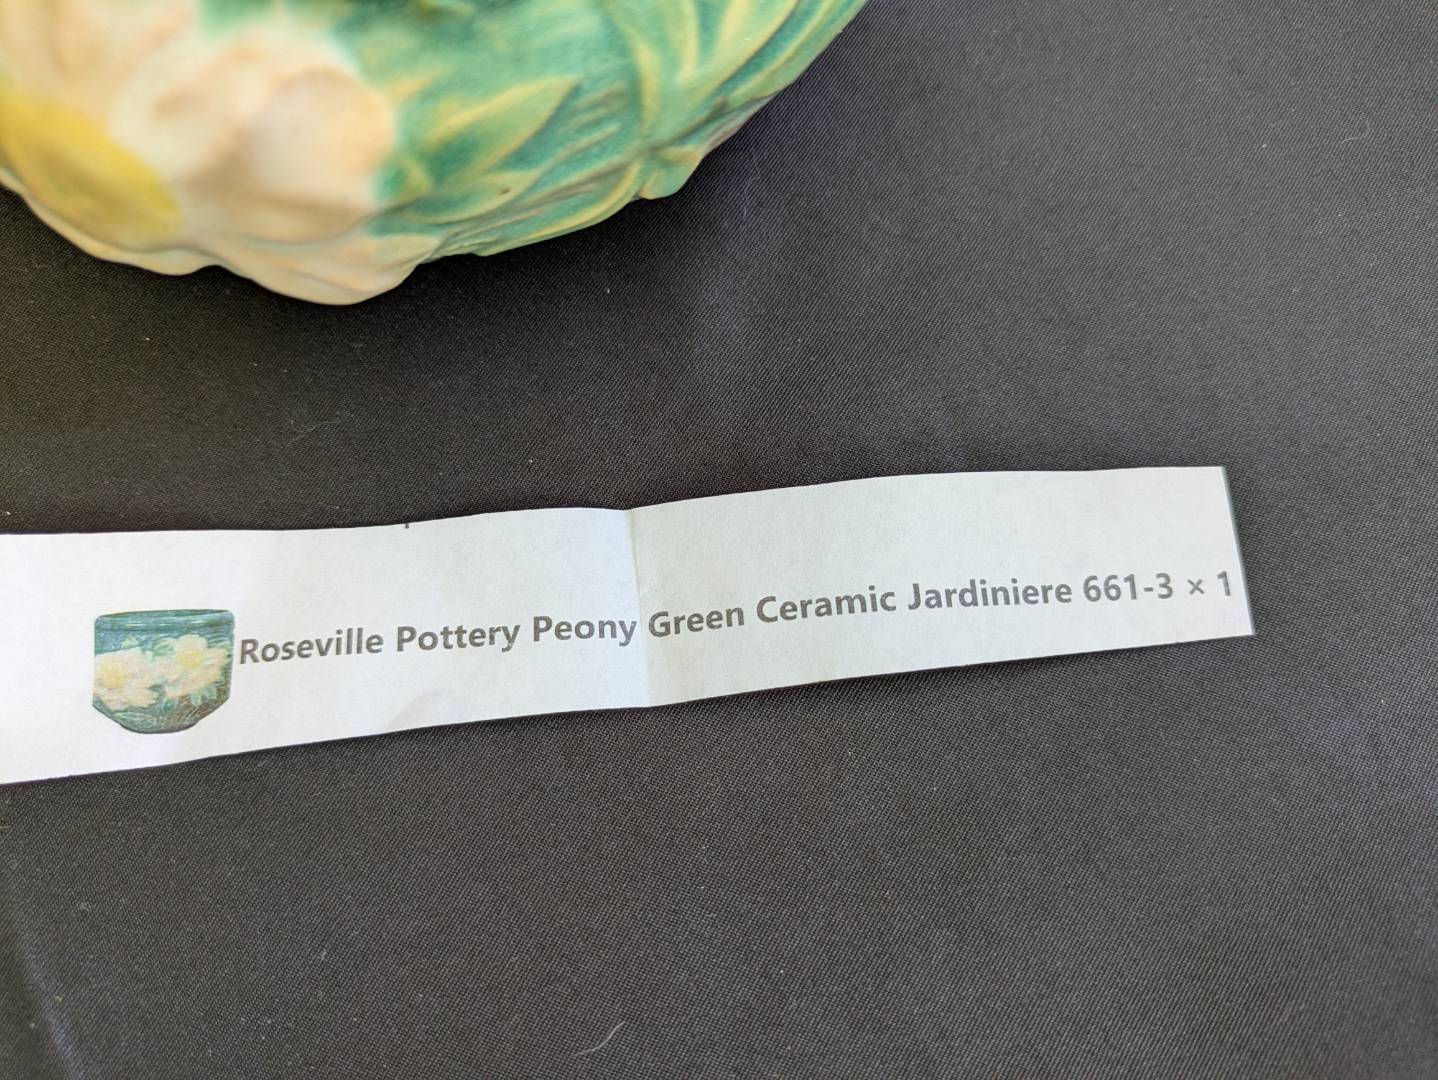 Roseville Pottery Peony Green Ceramic Jardiniere 661-3 × 1